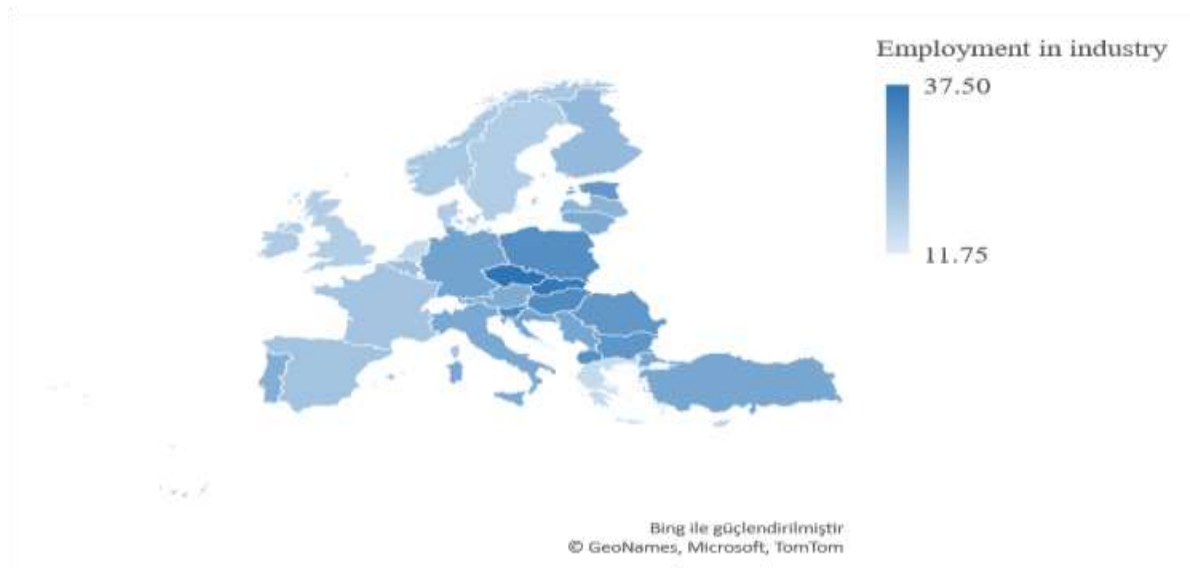 Employment in industry
37.50
11.75
Bing ile güçlendirilmiştir
© GeoNames, Microsoft, TomTom